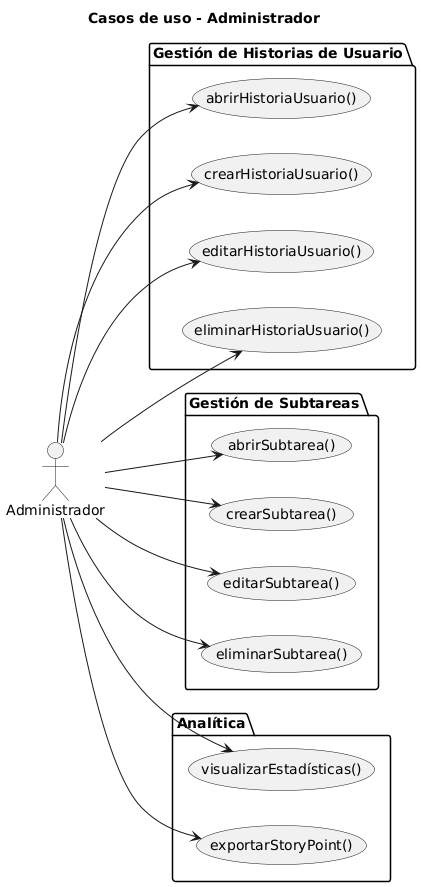 Casos de uso - Administrador
Gestión de Historias de Usuario
abrirHistoriaUsuario()
crearHistoriaUsuario()
editarHistoriaUsuario()
eliminarHistoriaUsuario()
Gestión de Subtareas
abrirSubtarea()
crearSubtarea()
Administrador
editarSubtarea()
eliminarSubtarea()
Analítica
visualizarEstadísticas()
exportarStoryPoint()